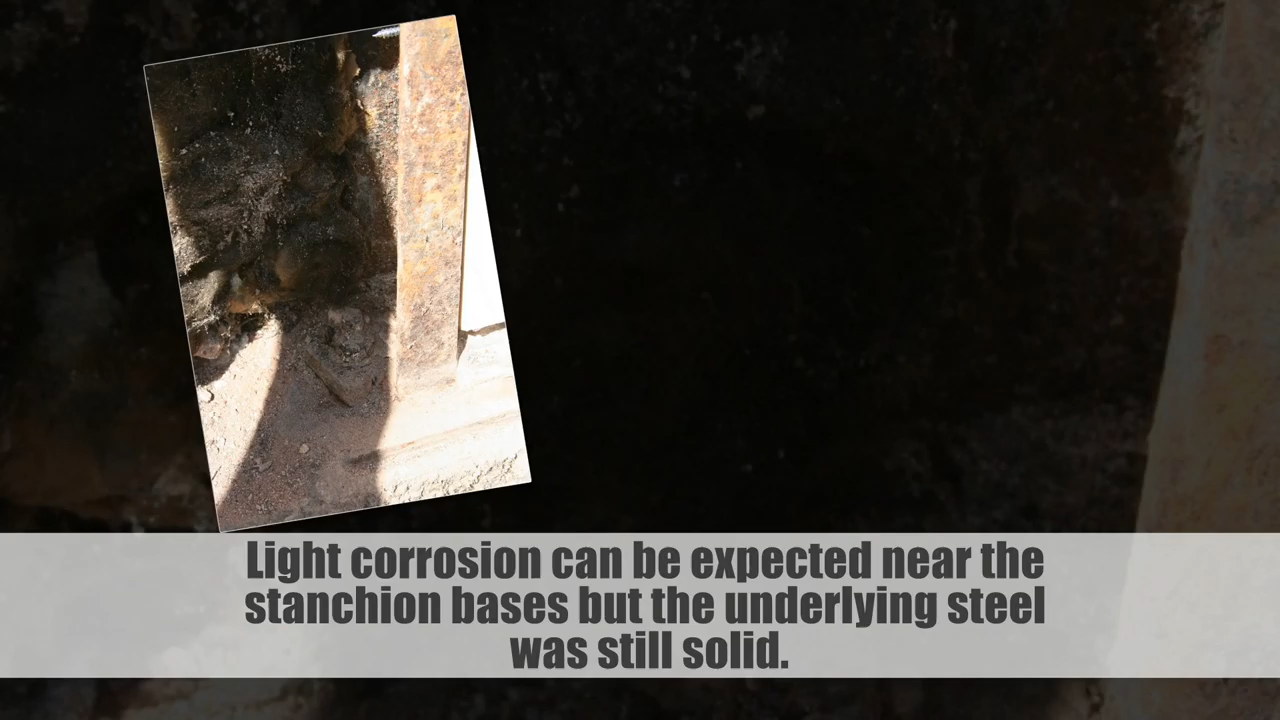 Light corrosion can be expected near the
stanchion bases but the underlying steel
was still solid.